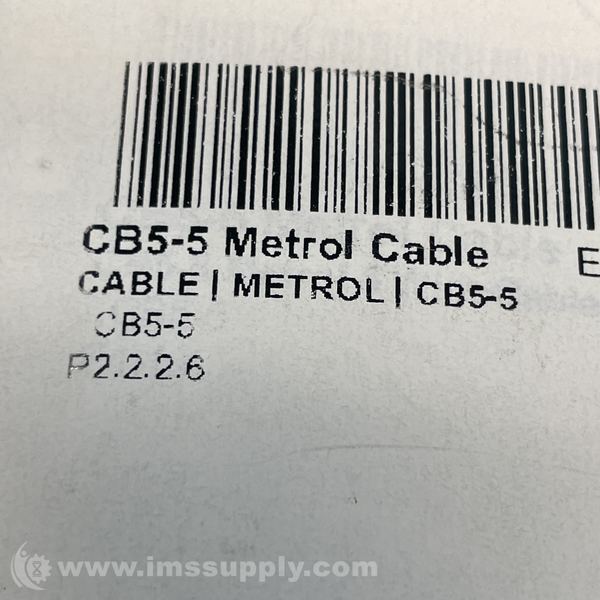 CB5-5 Metrol Cable E
CABLE | METROL | CB5-5
CB5-5
P2.2.2.6
www.imssupply.com